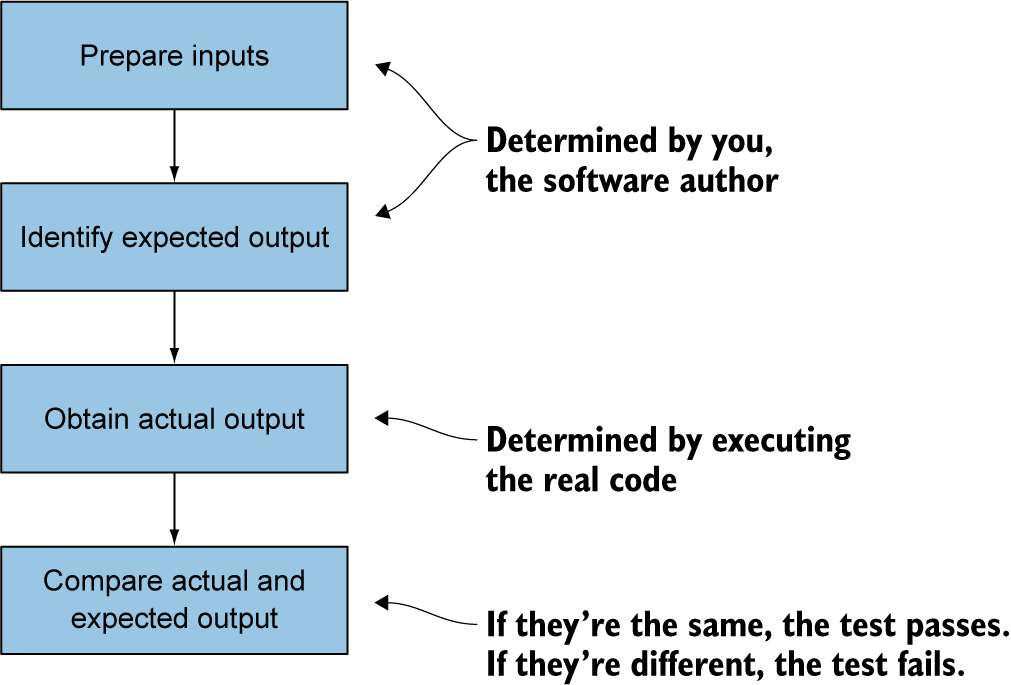 Prepare inputs
Determined by you,
the software author
Identify expected output
Obtain actual output
Determined by executing
the real code
Compare actual and
expected output
If they’re the same, the test passes.
If they’re different, the test fails.